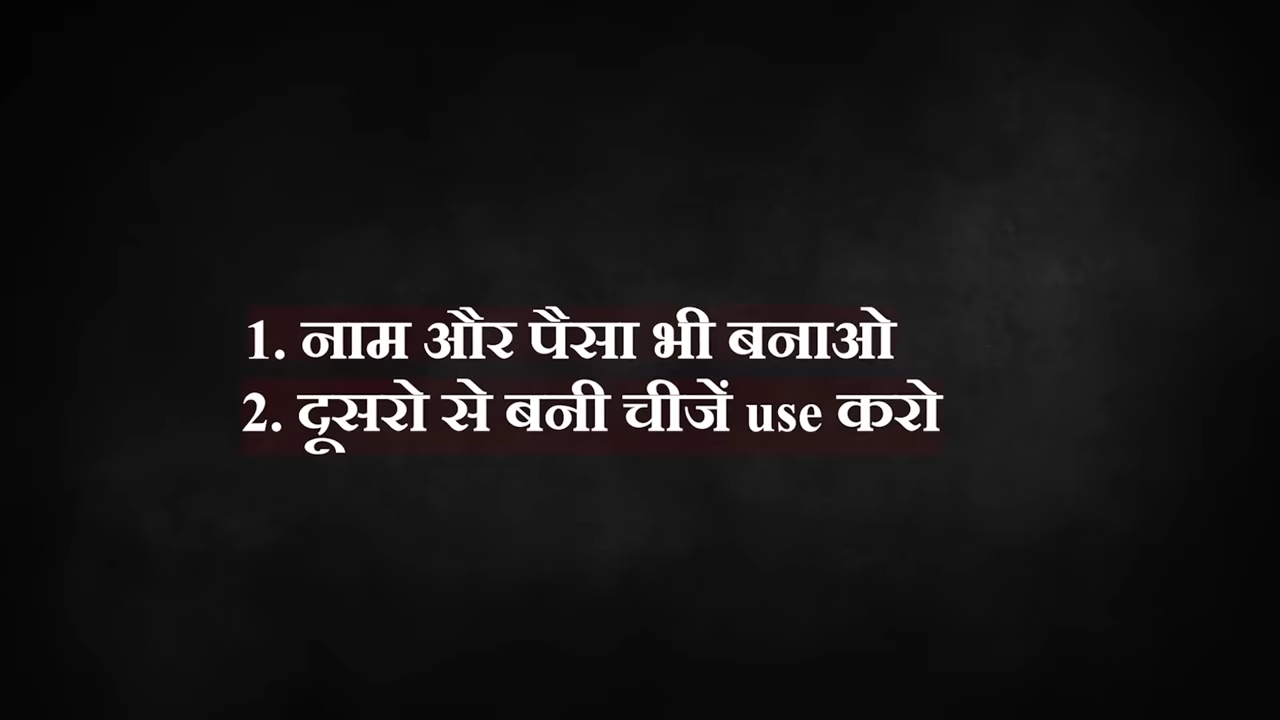 1. नाम और पैसा भी बनाओ
2. दूसरो से बनी चीजें use करो